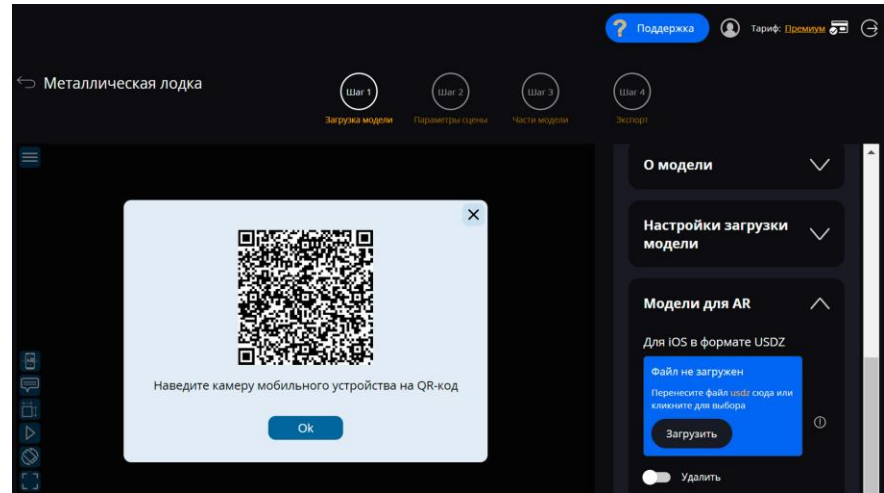 ? Поддержка
Тариф: Премиум
Металлическая лодка
Шаг 1
Шаг 2
Шаг 3
Шаг 4
Загрузка модели
Параметры сцены
Части модели
Экспорт
О модели
Настройки загрузки
модели
Модели для AR
Для iOS в формате USDZ
Файл не загружен
Перенесите файл usdz сюда или
кликните для выбора
Загрузить
Удалить
Наведите камеру мобильного устройства на QR-код
Ok